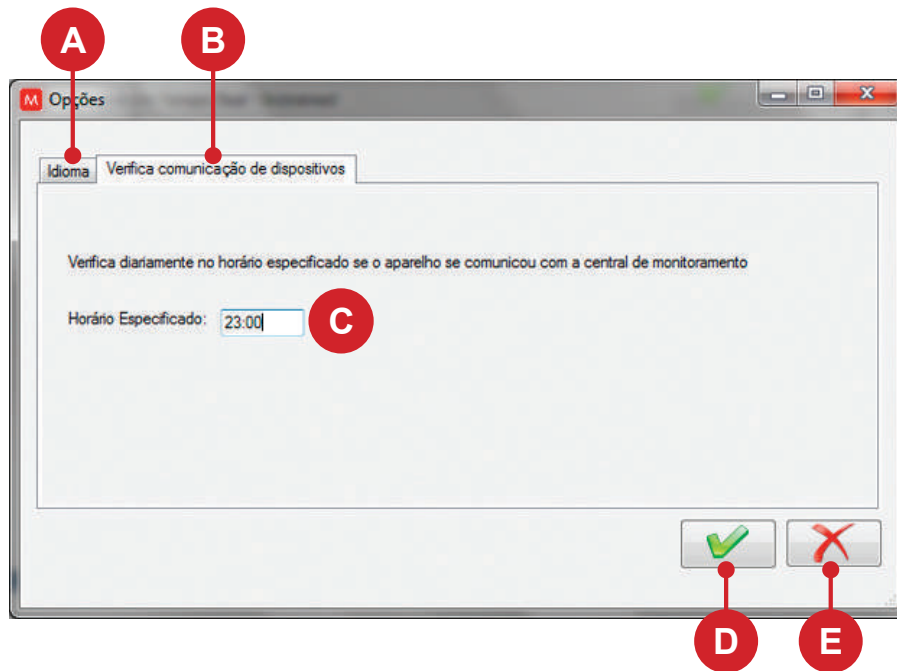 A B
M Opções
Idioma Verifica comunicação de dispositivos
Verifica diariamente no horário especificado se o aparelho se comunicou com a central de monitoramento
Horário Especificado: 23:00 C
D E